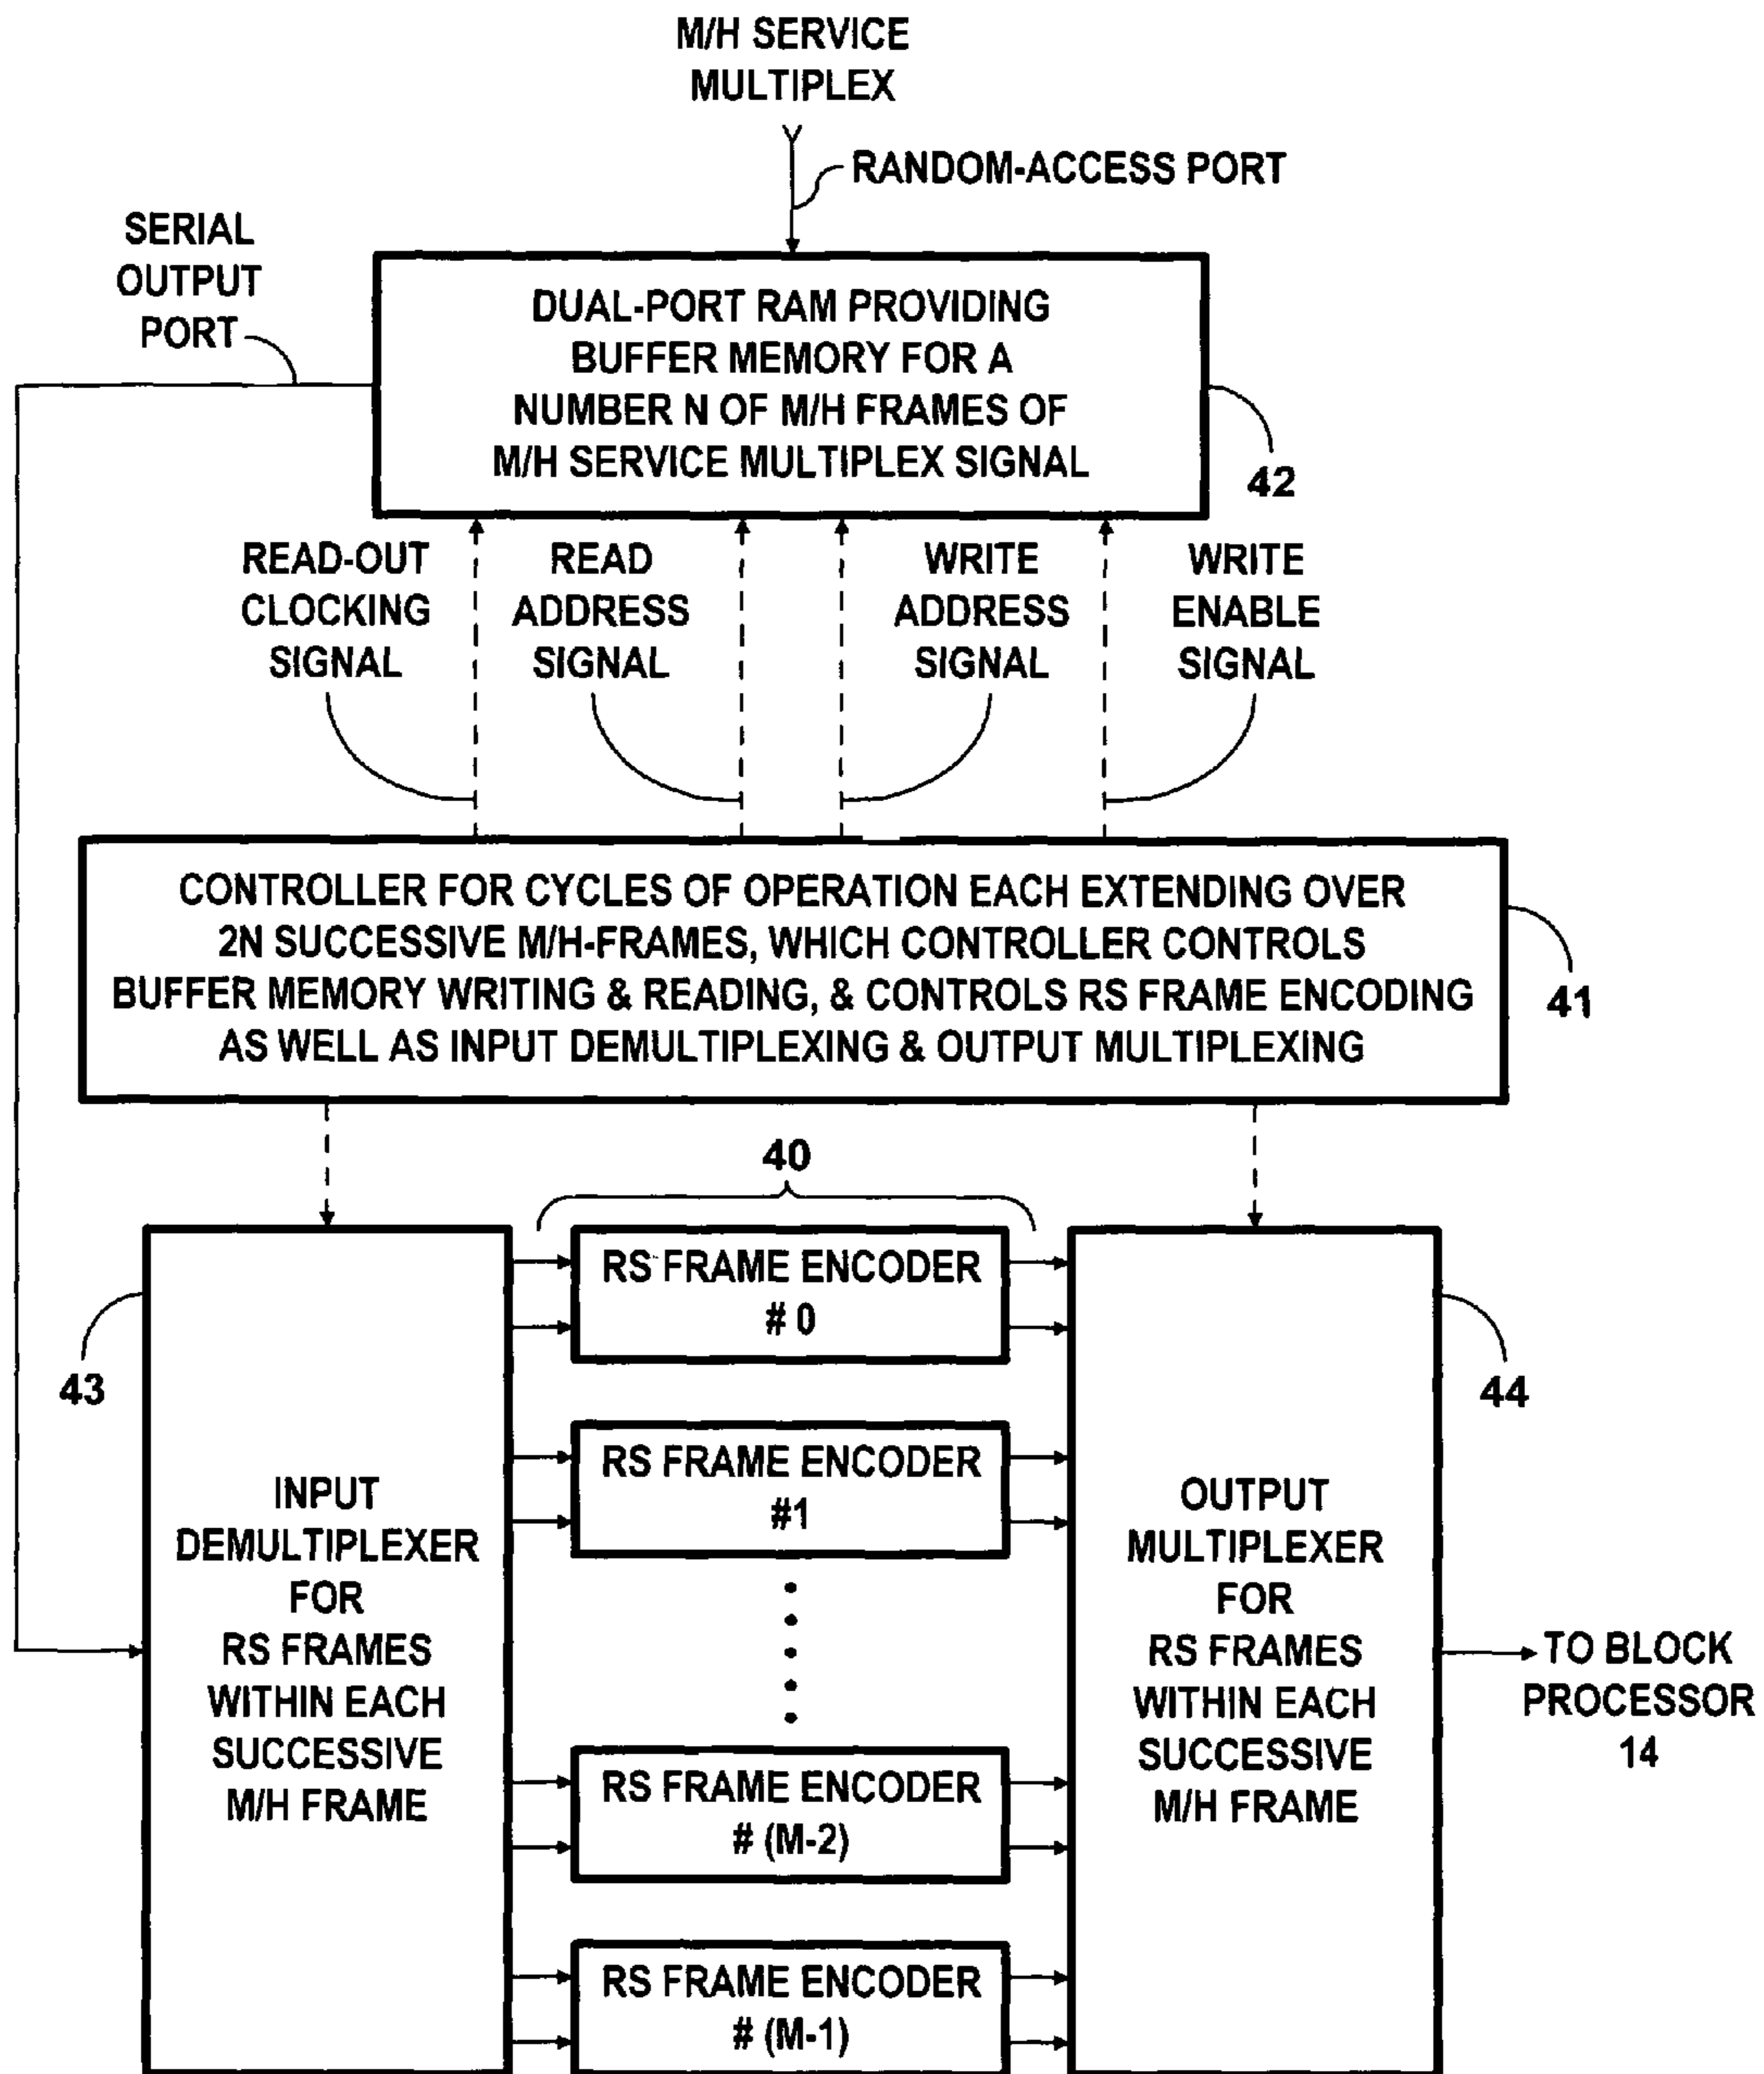 M/H SERVICE
MULTIPLEX
RANDOM-ACCESS PORT
SERIAL
OUTPUT
PORT
DUAL-PORT RAM PROVIDING
BUFFER MEMORY FOR A
NUMBER N OF M/H FRAMES OF
M/H SERVICE MULTIPLEX SIGNAL
42
READ-OUT
CLOCKING
SIGNAL
READ
ADDRESS
SIGNAL
WRITE
ADDRESS
SIGNAL
WRITE
ENABLE
SIGNAL
CONTROLLER FOR CYCLES OF OPERATION EACH EXTENDING OVER
2N SUCCESSIVE M/H-FRAMES, WHICH CONTROLLER CONTROLS
BUFFER MEMORY WRITING & READING, & CONTROLS RS FRAME ENCODING
AS WELL AS INPUT DEMULTIPLEXING & OUTPUT MULTIPLEXING
41
40
43
INPUT
DEMULTIPLEXER
FOR
RS FRAMES
WITHIN EACH
SUCCESSIVE
M/H FRAME
RS FRAME ENCODER
# 0
RS FRAME ENCODER
#1
RS FRAME ENCODER
# (M-2)
RS FRAME ENCODER
# (M-1)
44
OUTPUT
MULTIPLEXER
FOR
RS FRAMES
WITHIN EACH
SUCCESSIVE
M/H FRAME
TO BLOCK
PROCESSOR
14